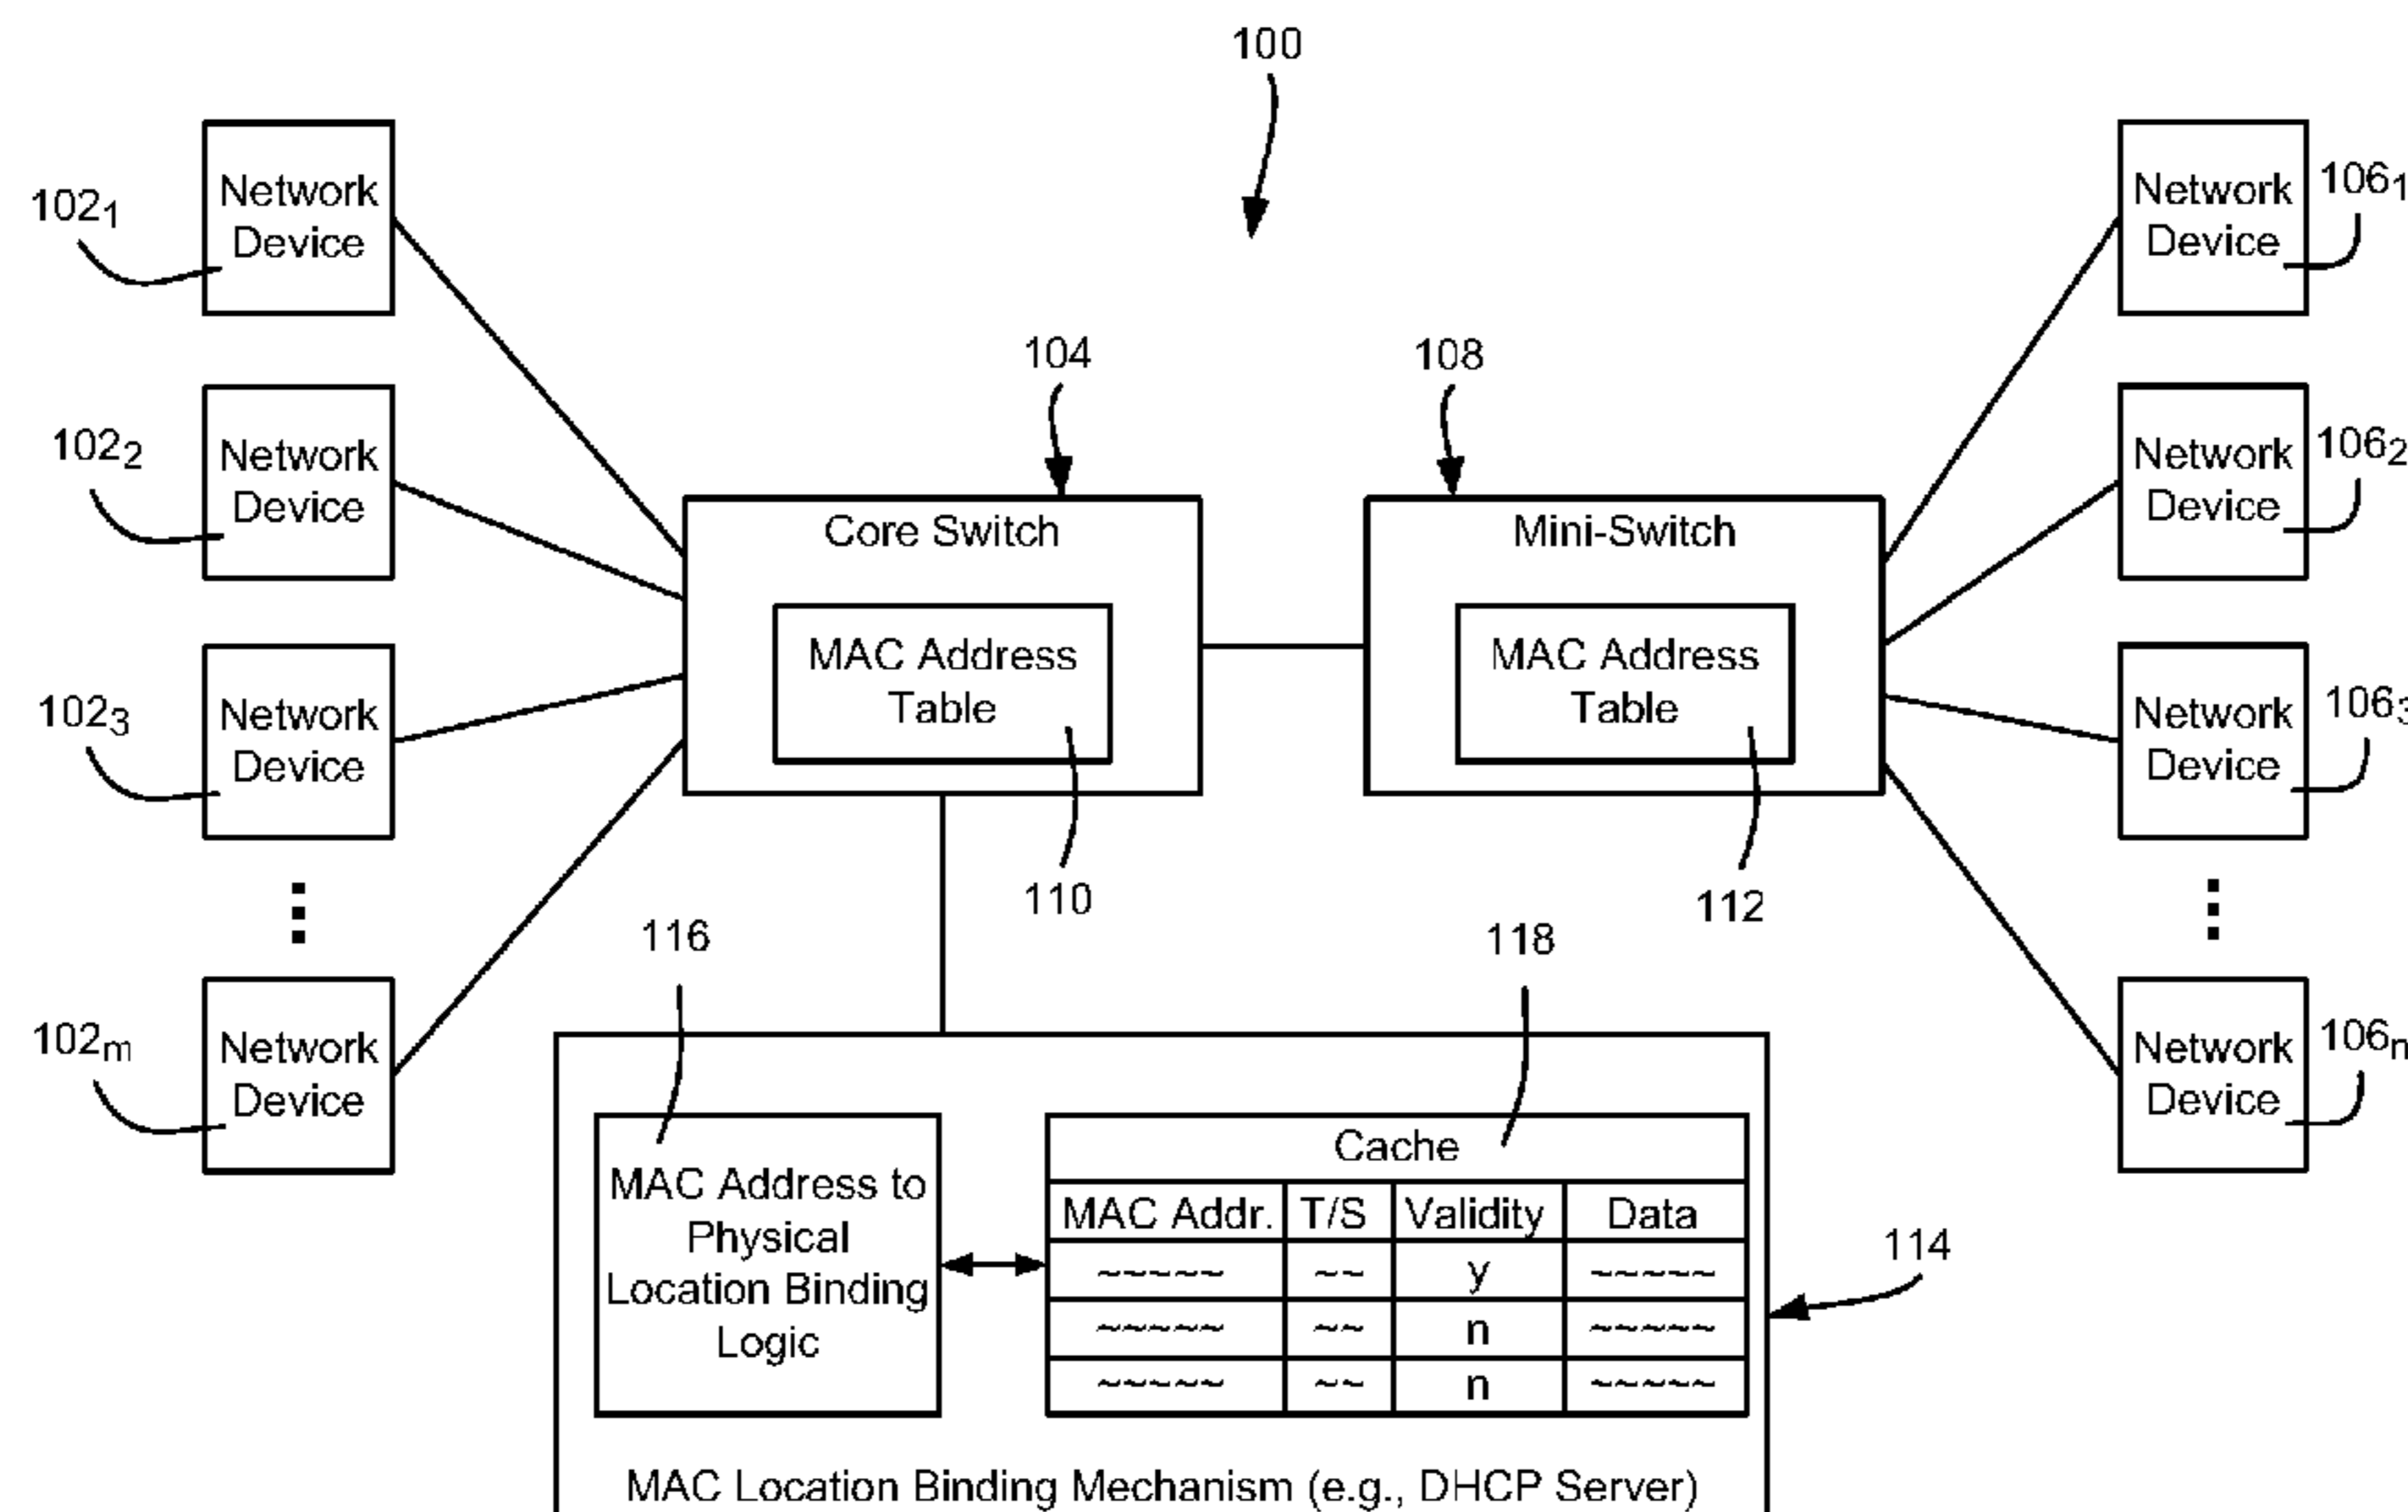 100
102₁
Network
Device
Network
Device
106₁
104
108
102₂
Network
Device
Network
Device
106₂
Core Switch
Mini-Switch
MAC Address
Table
MAC Address
Table
102₃
Network
Device
Network
Device
106₃
110
112
116
118
102ₘ
Network
Device
Network
Device
106ₙ
MAC Address to
Physical
Location Binding
Logic
Cache
MAC Addr. T/S Validity Data
~~~~~ ~~ y ~~~~~
~~~~~ ~~ n ~~~~~
~~~~~ ~~ n ~~~~~
114
MAC Location Binding Mechanism (e.g., DHCP Server)